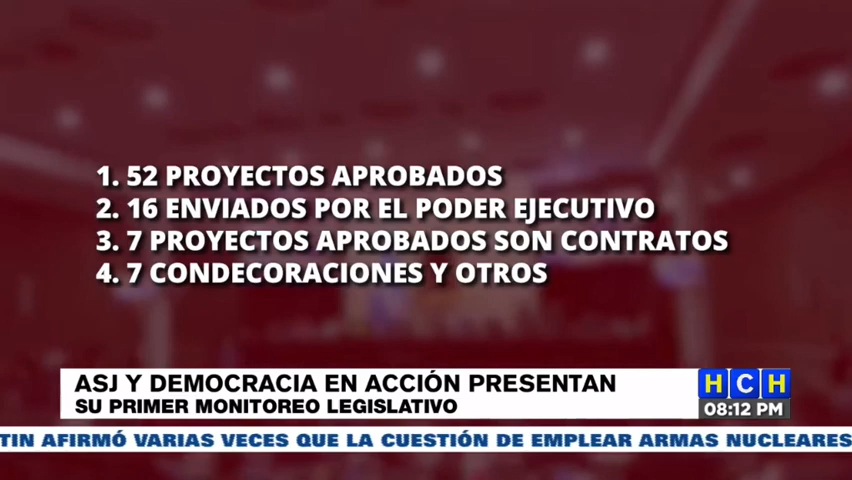 1. 52 PROYECTOS APROBADOS
2. 16 ENVIADOS POR EL PODER EJECUTIVO
3. 7 PROYECTOS APROBADOS SON CONTRATOS
4. 7 CONDECORACIONES Y OTROS
ASJ Y DEMOCRACIA EN ACCIÓN PRESENTAN
SU PRIMER MONITOREO LEGISLATIVO
HCH
08:12 PM
TIN AFIRMÓ VARIAS VECES QUE LA CUESTIÓN DE EMPLEAR ARMAS NUCLEARES